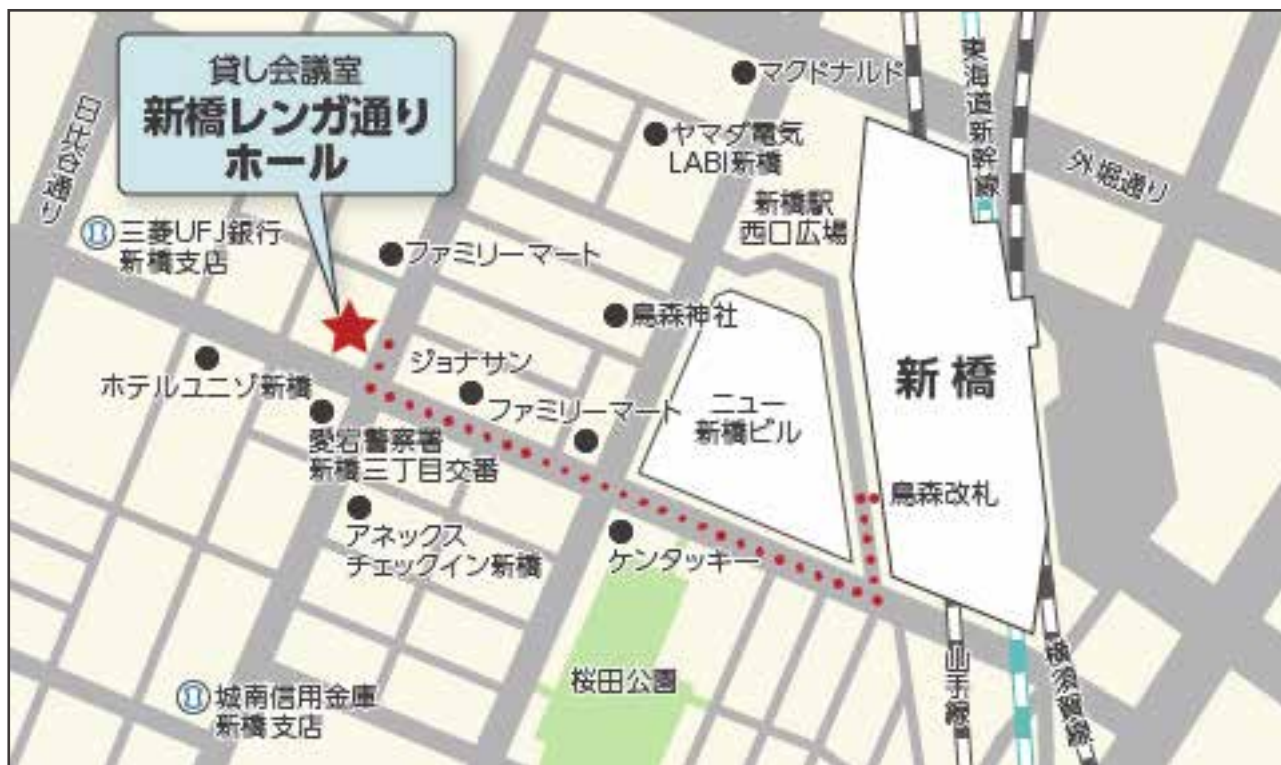 貸し会議室
新橋レンガ通り
ホール
日比谷通り
三菱UFJ銀行
新橋支店
ファミリーマート
マクドナルド
ヤマダ電気
LABI新橋
新橋駅
西口広場
東海道新幹線
外堀通り
烏森神社
ホテルユニゾ新橋
ジョナサン
ファミリーマート
ニュー
新橋ビル
新橋
愛宕警察署
新橋三丁目交番
烏森改札
アネックス
チェックイン新橋
ケンタッキー
桜田公園
城南信用金庫
新橋支店
山手線
横須賀線